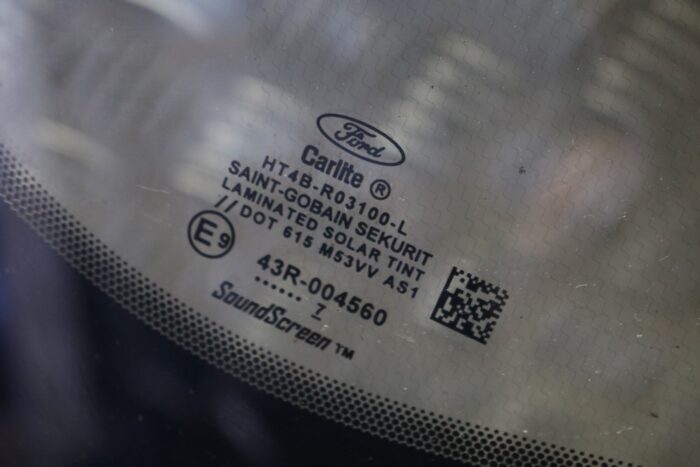 Ford
Carlite ®
HT4B-R03100-L
SAINT-GOBAIN SEKURIT
LAMINATED SOLAR TINT
// DOT 615 M53VV AS1
E9
43R-004560
...... 7
SoundScreen ™